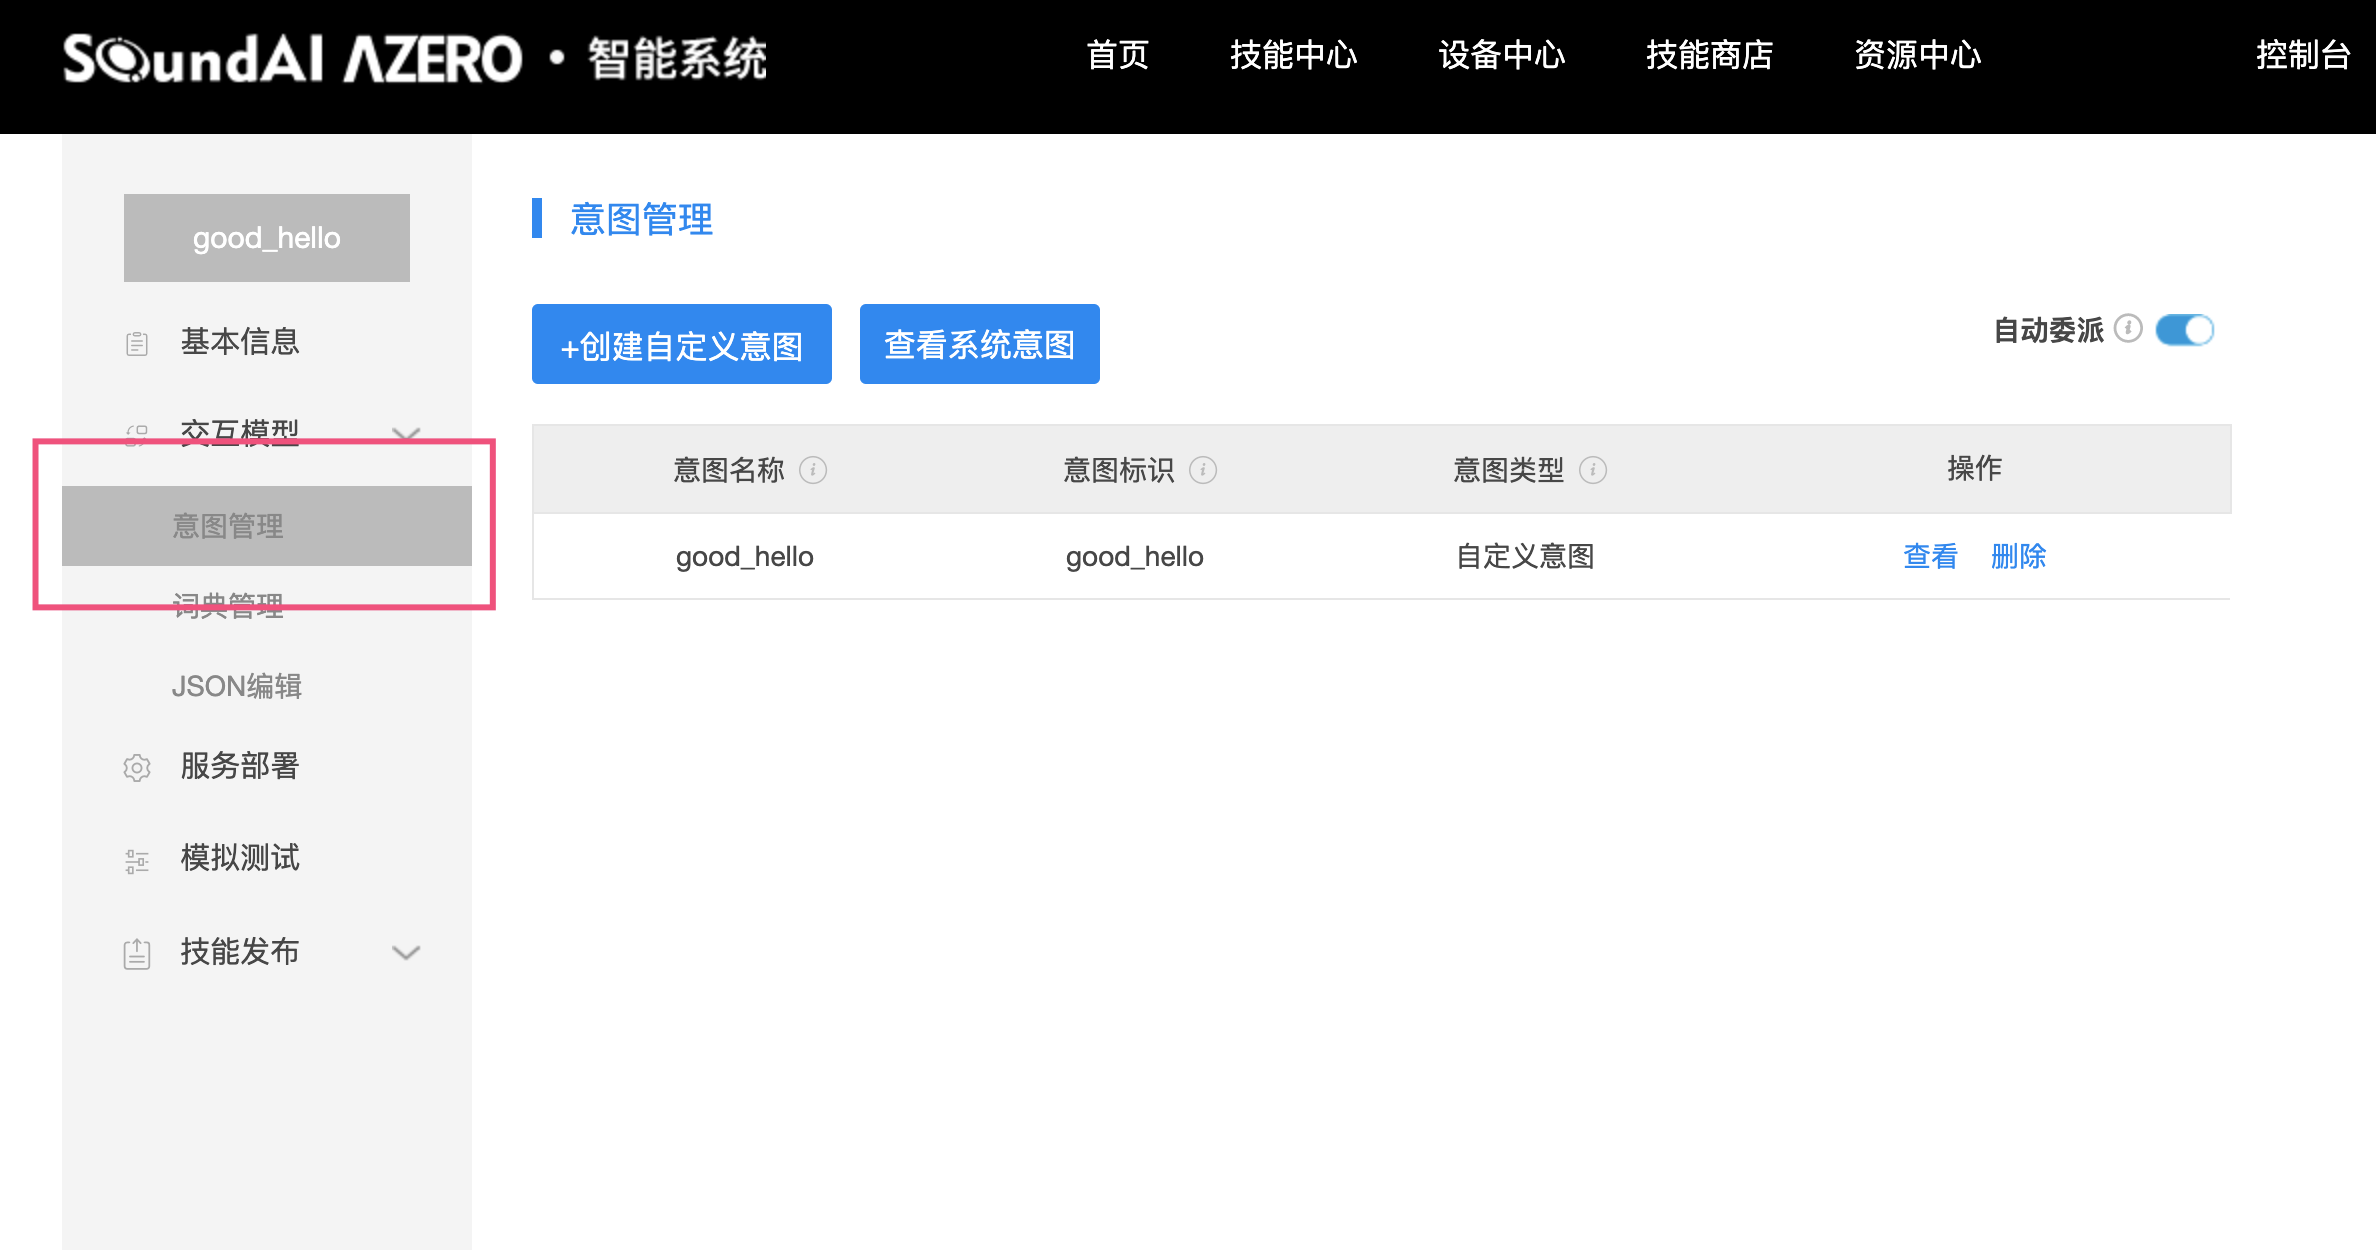 SoundAI AZERO · 智能系统
首页 技能中心 设备中心 技能商店 资源中心 控制台
good_hello
基本信息
交互模型
意图管理
词典管理
JSON编辑
服务部署
模拟测试
技能发布
意图管理
+创建自定义意图 查看系统意图 自动委派
意图名称 意图标识 意图类型 操作
good_hello good_hello 自定义意图 查看 删除